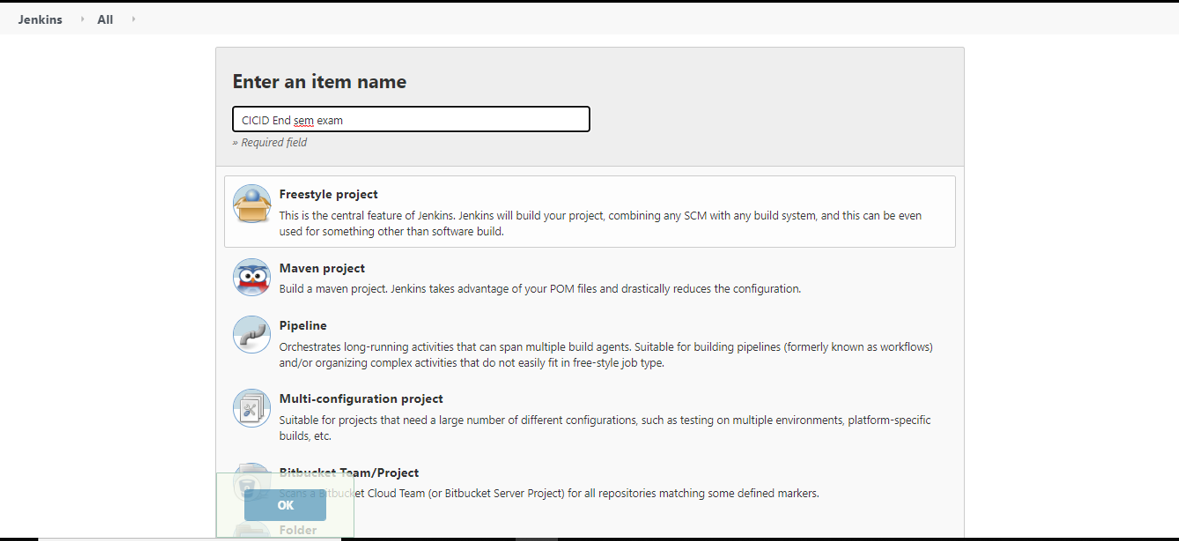 Jenkins All
Enter an item name
CICID End sem exam
» Required field
Freestyle project
This is the central feature of Jenkins. Jenkins will build your project, combining any SCM with any build system, and this can be even
used for something other than software build.
Maven project
Build a maven project. Jenkins takes advantage of your POM files and drastically reduces the configuration.
Pipeline
Orchestrates long-running activities that can span multiple build agents. Suitable for building pipelines (formerly known as workflows)
and/or organizing complex activities that do not easily fit in free-style job type.
Multi-configuration project
Suitable for projects that need a large number of different configurations, such as testing on multiple environments, platform-specific
builds, etc.
Bitbucket Team/Project
Scans a Bitbucket Cloud Team (or Bitbucket Server Project) for all repositories matching some defined markers.
OK
Folder